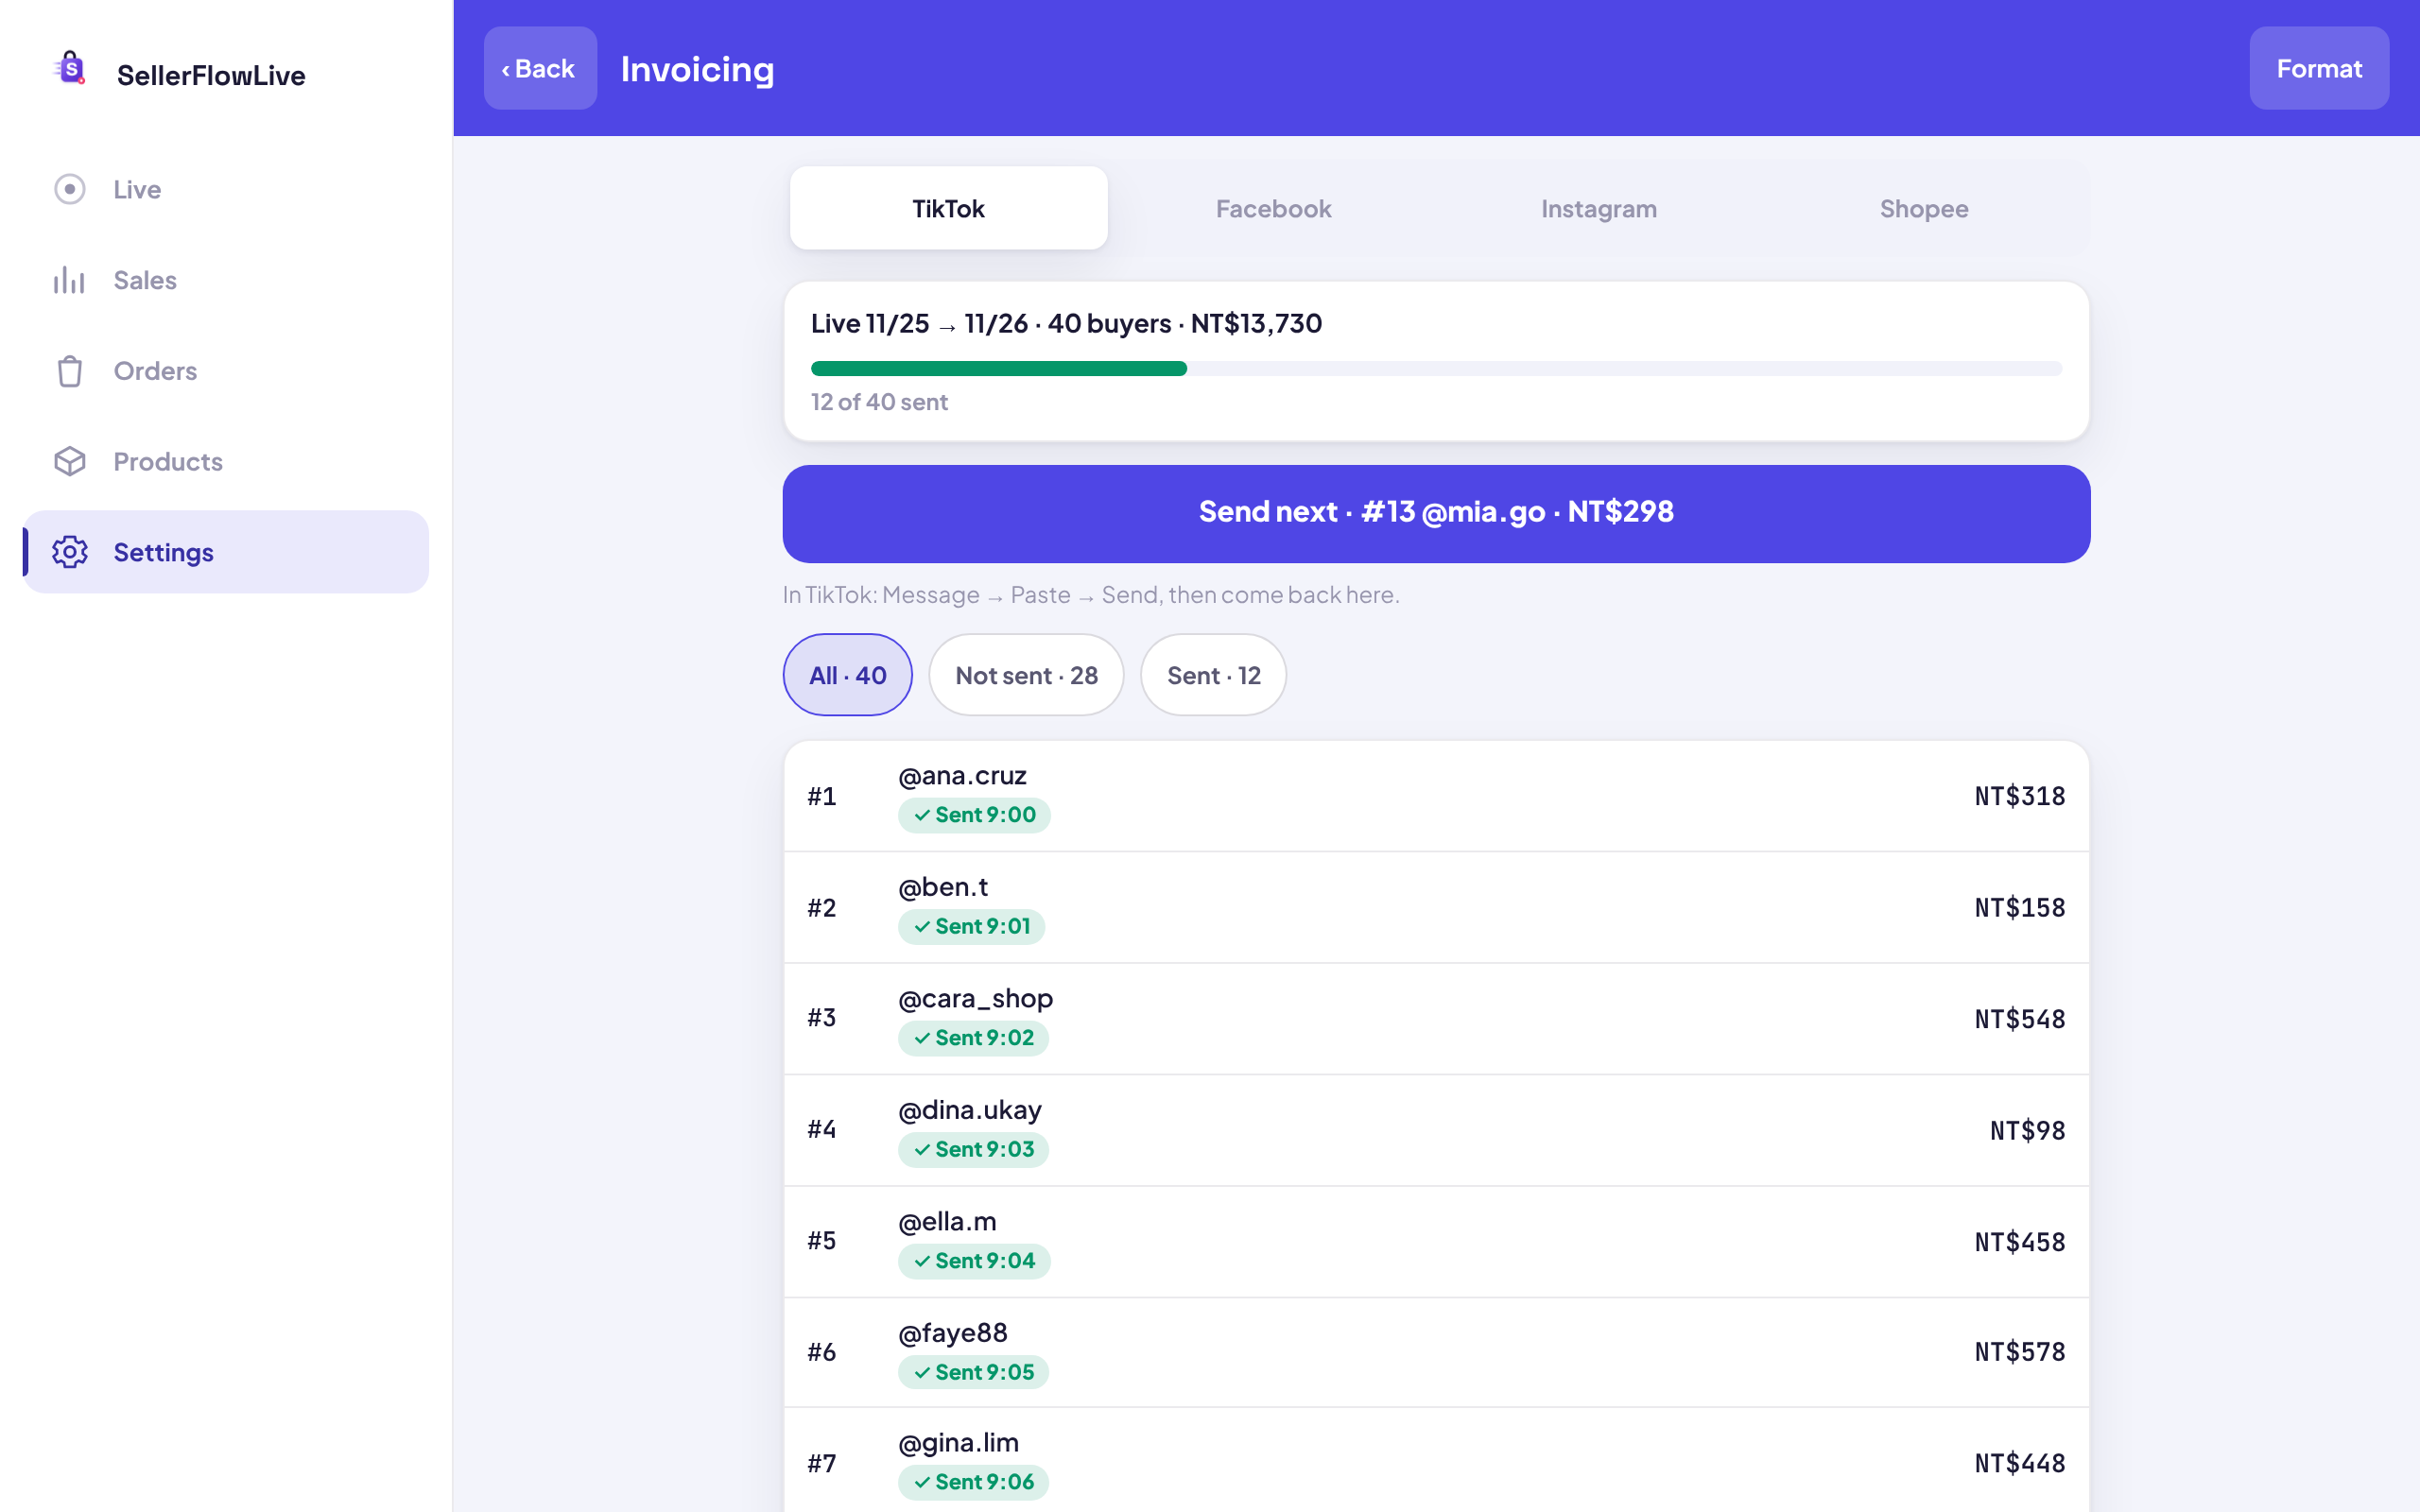 SellerFlowLive
Live
Sales
Orders
Products
Settings
‹ Back
Invoicing
Format
TikTok
Facebook
Instagram
Shopee
Live 11/25 → 11/26 · 40 buyers · NT$13,730
12 of 40 sent
Send next · #13 @mia.go · NT$298
In TikTok: Message → Paste → Send, then come back here.
All · 40
Not sent · 28
Sent · 12
#1
@ana.cruz
✓ Sent 9:00
NT$318
#2
@ben.t
✓ Sent 9:01
NT$158
#3
@cara_shop
✓ Sent 9:02
NT$548
#4
@dina.ukay
✓ Sent 9:03
NT$98
#5
@ella.m
✓ Sent 9:04
NT$458
#6
@faye88
✓ Sent 9:05
NT$578
#7
@gina.lim
✓ Sent 9:06
NT$448